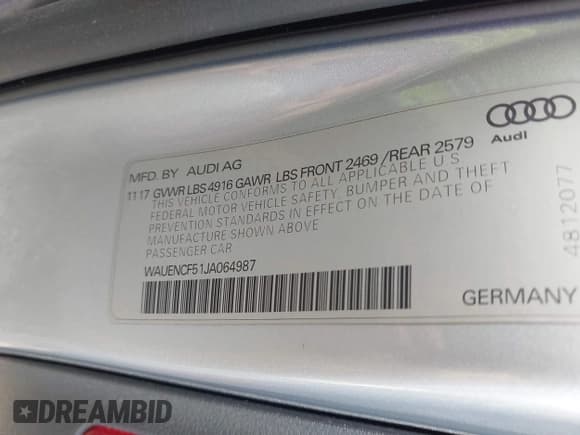 Audi
MFD. BY AUDI AG
11 17 GVWR LBS 4916 GAWR LBS FRONT 2469 /REAR 2579
THIS VEHICLE CONFORMS TO ALL APPLICABLE U.S.
FEDERAL MOTOR VEHICLE SAFETY, BUMPER AND THEFT
PREVENTION STANDARDS IN EFFECT ON THE DATE OF
MANUFACTURE SHOWN ABOVE
PASSENGER CAR
WAUENCF51JA064987
GERMANY
4812077
DREAMBID